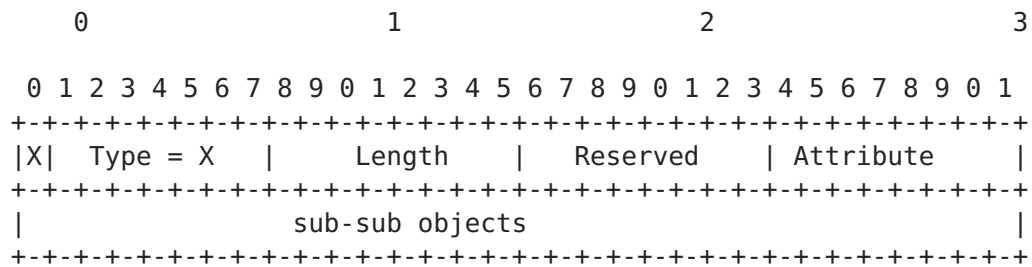 0                   1                   2                   3
0 1 2 3 4 5 6 7 8 9 0 1 2 3 4 5 6 7 8 9 0 1 2 3 4 5 6 7 8 9 0 1
+-+-+-+-+-+-+-+-+-+-+-+-+-+-+-+-+-+-+-+-+-+-+-+-+-+-+-+-+-+-+-+-+
|X|  Type = X   |     Length    |   Reserved    | Attribute     |
+-+-+-+-+-+-+-+-+-+-+-+-+-+-+-+-+-+-+-+-+-+-+-+-+-+-+-+-+-+-+-+-+
|                 sub-sub objects                               |
+-+-+-+-+-+-+-+-+-+-+-+-+-+-+-+-+-+-+-+-+-+-+-+-+-+-+-+-+-+-+-+-+